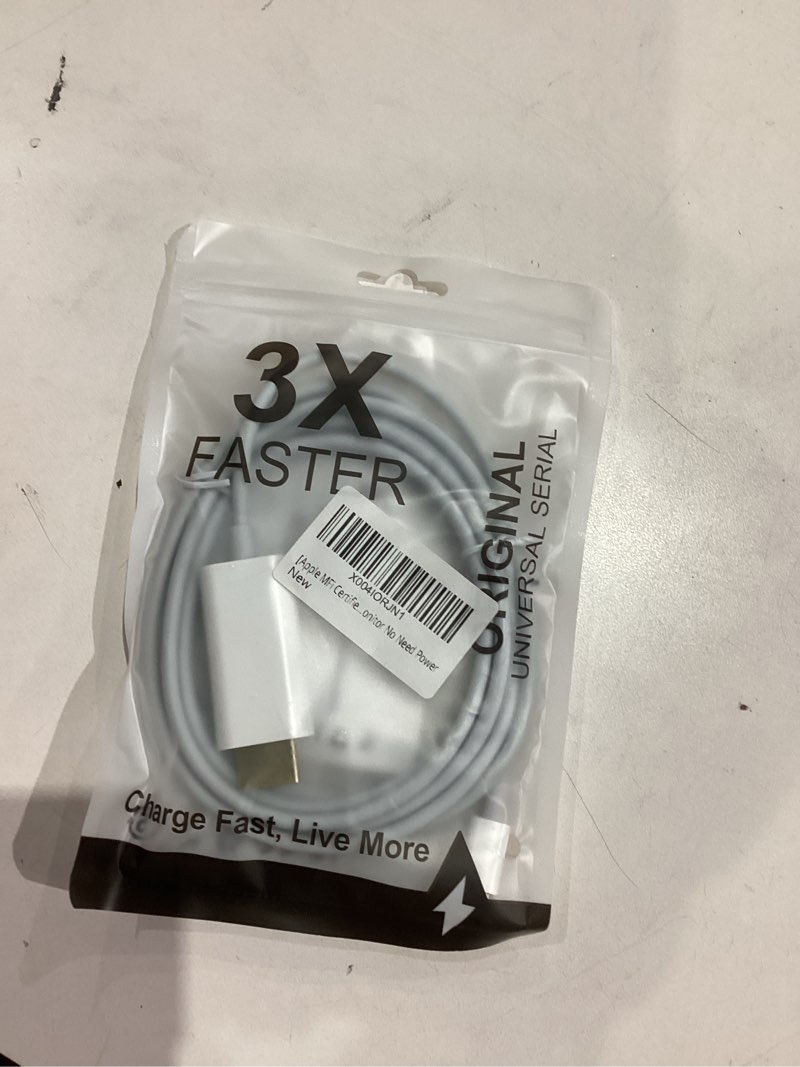 3X
FASTER
ORIGINAL
UNIVERSAL SERIAL
X004IORJN1
[Apple MFi Certifie...onitor No Need Power
New
Charge Fast, Live More